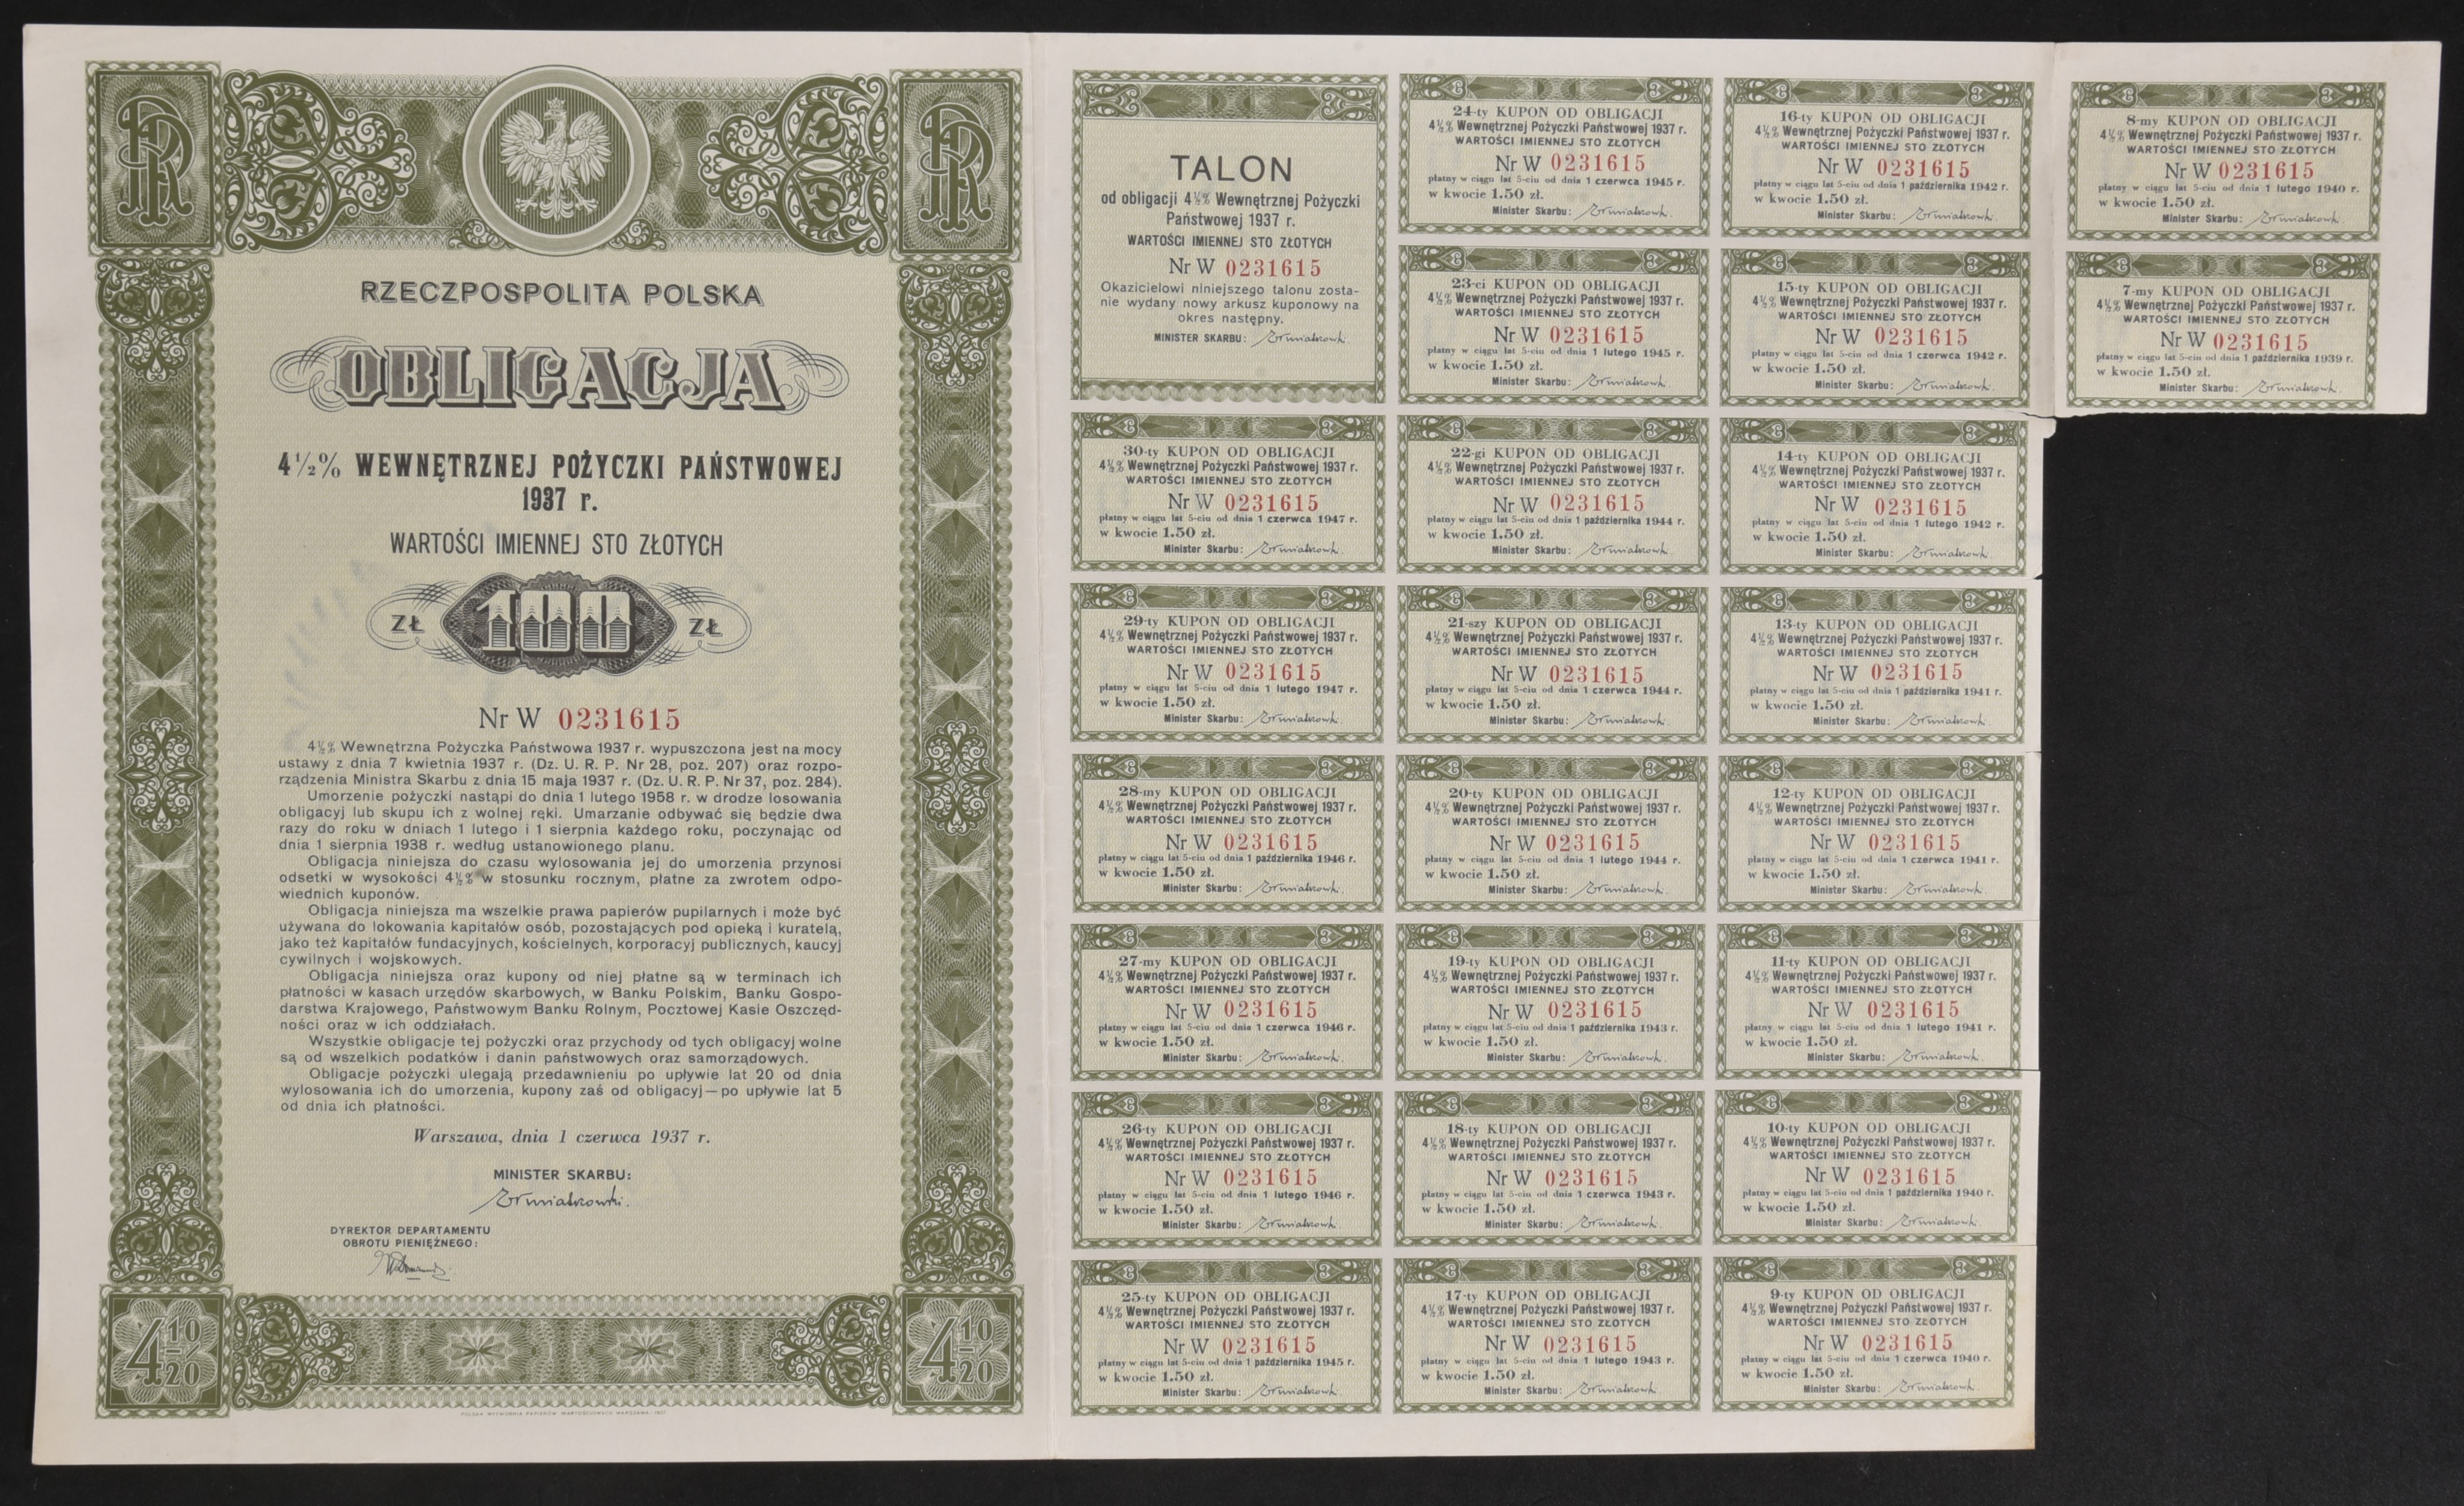 RZECZPOSPOLITA POLSKA
OBLIGACJA
4½% WEWNĘTRZNEJ POŻYCZKI PAŃSTWOWEJ
1937 r.
WARTOŚCI IMIENNEJ STO ZŁOTYCH
ZŁ 100 ZŁ
Nr W 0231615
4½% Wewnętrzna Pożyczka Państwowa 1937 r. wypuszczona jest na mocy
ustawy z dnia 7 kwietnia 1937 r. (Dz. U. R. P. Nr 28, poz. 207) oraz rozpo-
rządzenia Ministra Skarbu z dnia 15 maja 1937 r. (Dz. U. R. P. Nr 37, poz. 284).
Umorzenie pożyczki nastąpi do dnia 1 lutego 1958 r. w drodze losowania
obligacyj lub skupu ich z wolnej ręki. Umarzanie odbywać się będzie dwa
razy do roku w dniach 1 lutego i 1 sierpnia każdego roku, poczynając od
dnia 1 sierpnia 1938 r. według ustanowionego planu.
Obligacja niniejsza do czasu wylosowania jej do umorzenia przynosi
odsetki w wysokości 4½% w stosunku rocznym, płatne za zwrotem odpo-
wiednich kuponów.
Obligacja niniejsza ma wszelkie prawa papierów pupilarnych i może być
używana do lokowania kapitałów osób, pozostających pod opieką i kuratelą,
jako też kapitałów fundacyjnych, kościelnych, korporacyj publicznych, kaucyj
cywilnych i wojskowych.
Obligacja niniejsza oraz kupony od niej płatne są w terminach ich
płatności w kasach urzędów skarbowych, w Banku Polskim, Banku Gospo-
darstwa Krajowego, Państwowym Banku Rolnym, Pocztowej Kasie Oszczęd-
ności oraz w ich oddziałach.
Wszystkie obligacje tej pożyczki oraz przychody od tych obligacyj wolne
są od wszelkich podatków i danin państwowych oraz samorządowych.
Obligacje pożyczki ulegają przedawnieniu po upływie lat 20 od dnia
wylosowania ich do umorzenia, kupony zaś od obligacyj — po upływie lat 5
od dnia ich płatności.
Warszawa, dnia 1 czerwca 1937 r.
MINISTER SKARBU:
DYREKTOR DEPARTAMENTU
OBROTU PIENIĘŻNEGO:
4 10/20 4 10/20
POLSKA WYTWÓRNIA PAPIERÓW WARTOŚCIOWYCH WARSZAWA-1937
TALON
od obligacji 4½% Wewnętrznej Pożyczki
Państwowej 1937 r.
WARTOŚCI IMIENNEJ STO ZŁOTYCH
Nr W 0231615
Okazicielowi niniejszego talonu zosta-
nie wydany nowy arkusz kuponowy na
okres następny.
MINISTER SKARBU:
30-ty KUPON OD OBLIGACJI
4½% Wewnętrznej Pożyczki Państwowej 1937 r.
WARTOŚCI IMIENNEJ STO ZŁOTYCH
Nr W 0231615
płatny w ciągu lat 5-ciu od dnia 1 czerwca 1947 r.
w kwocie 1.50 zł.
Minister Skarbu:
29-ty KUPON OD OBLIGACJI
4½% Wewnętrznej Pożyczki Państwowej 1937 r.
WARTOŚCI IMIENNEJ STO ZŁOTYCH
Nr W 0231615
płatny w ciągu lat 5-ciu od dnia 1 lutego 1947 r.
w kwocie 1.50 zł.
Minister Skarbu:
28-my KUPON OD OBLIGACJI
4½% Wewnętrznej Pożyczki Państwowej 1937 r.
WARTOŚCI IMIENNEJ STO ZŁOTYCH
Nr W 0231615
płatny w ciągu lat 5-ciu od dnia 1 października 1946 r.
w kwocie 1.50 zł.
Minister Skarbu:
27-my KUPON OD OBLIGACJI
4½% Wewnętrznej Pożyczki Państwowej 1937 r.
WARTOŚCI IMIENNEJ STO ZŁOTYCH
Nr W 0231615
płatny w ciągu lat 5-ciu od dnia 1 czerwca 1946 r.
w kwocie 1.50 zł.
Minister Skarbu:
26-ty KUPON OD OBLIGACJI
4½% Wewnętrznej Pożyczki Państwowej 1937 r.
WARTOŚCI IMIENNEJ STO ZŁOTYCH
Nr W 0231615
płatny w ciągu lat 5-ciu od dnia 1 lutego 1946 r.
w kwocie 1.50 zł.
Minister Skarbu:
25-ty KUPON OD OBLIGACJI
4½% Wewnętrznej Pożyczki Państwowej 1937 r.
WARTOŚCI IMIENNEJ STO ZŁOTYCH
Nr W 0231615
płatny w ciągu lat 5-ciu od dnia 1 października 1945 r.
w kwocie 1.50 zł.
Minister Skarbu:
24-ty KUPON OD OBLIGACJI
4½% Wewnętrznej Pożyczki Państwowej 1937 r.
WARTOŚCI IMIENNEJ STO ZŁOTYCH
Nr W 0231615
płatny w ciągu lat 5-ciu od dnia 1 czerwca 1945 r.
w kwocie 1.50 zł.
Minister Skarbu:
23-ci KUPON OD OBLIGACJI
4½% Wewnętrznej Pożyczki Państwowej 1937 r.
WARTOŚCI IMIENNEJ STO ZŁOTYCH
Nr W 0231615
płatny w ciągu lat 5-ciu od dnia 1 lutego 1945 r.
w kwocie 1.50 zł.
Minister Skarbu:
22-gi KUPON OD OBLIGACJI
4½% Wewnętrznej Pożyczki Państwowej 1937 r.
WARTOŚCI IMIENNEJ STO ZŁOTYCH
Nr W 0231615
płatny w ciągu lat 5-ciu od dnia 1 października 1944 r.
w kwocie 1.50 zł.
Minister Skarbu:
21-szy KUPON OD OBLIGACJI
4½% Wewnętrznej Pożyczki Państwowej 1937 r.
WARTOŚCI IMIENNEJ STO ZŁOTYCH
Nr W 0231615
płatny w ciągu lat 5-ciu od dnia 1 czerwca 1944 r.
w kwocie 1.50 zł.
Minister Skarbu:
20-ty KUPON OD OBLIGACJI
4½% Wewnętrznej Pożyczki Państwowej 1937 r.
WARTOŚCI IMIENNEJ STO ZŁOTYCH
Nr W 0231615
płatny w ciągu lat 5-ciu od dnia 1 lutego 1944 r.
w kwocie 1.50 zł.
Minister Skarbu:
19-ty KUPON OD OBLIGACJI
4½% Wewnętrznej Pożyczki Państwowej 1937 r.
WARTOŚCI IMIENNEJ STO ZŁOTYCH
Nr W 0231615
płatny w ciągu lat 5-ciu od dnia 1 października 1943 r.
w kwocie 1.50 zł.
Minister Skarbu:
18-ty KUPON OD OBLIGACJI
4½% Wewnętrznej Pożyczki Państwowej 1937 r.
WARTOŚCI IMIENNEJ STO ZŁOTYCH
Nr W 0231615
płatny w ciągu lat 5-ciu od dnia 1 czerwca 1943 r.
w kwocie 1.50 zł.
Minister Skarbu:
17-ty KUPON OD OBLIGACJI
4½% Wewnętrznej Pożyczki Państwowej 1937 r.
WARTOŚCI IMIENNEJ STO ZŁOTYCH
Nr W 0231615
płatny w ciągu lat 5-ciu od dnia 1 lutego 1943 r.
w kwocie 1.50 zł.
Minister Skarbu:
16-ty KUPON OD OBLIGACJI
4½% Wewnętrznej Pożyczki Państwowej 1937 r.
WARTOŚCI IMIENNEJ STO ZŁOTYCH
Nr W 0231615
płatny w ciągu lat 5-ciu od dnia 1 października 1942 r.
w kwocie 1.50 zł.
Minister Skarbu:
15-ty KUPON OD OBLIGACJI
4½% Wewnętrznej Pożyczki Państwowej 1937 r.
WARTOŚCI IMIENNEJ STO ZŁOTYCH
Nr W 0231615
płatny w ciągu lat 5-ciu od dnia 1 czerwca 1942 r.
w kwocie 1.50 zł.
Minister Skarbu:
14-ty KUPON OD OBLIGACJI
4½% Wewnętrznej Pożyczki Państwowej 1937 r.
WARTOŚCI IMIENNEJ STO ZŁOTYCH
Nr W 0231615
płatny w ciągu lat 5-ciu od dnia 1 lutego 1942 r.
w kwocie 1.50 zł.
Minister Skarbu:
13-ty KUPON OD OBLIGACJI
4½% Wewnętrznej Pożyczki Państwowej 1937 r.
WARTOŚCI IMIENNEJ STO ZŁOTYCH
Nr W 0231615
płatny w ciągu lat 5-ciu od dnia 1 października 1941 r.
w kwocie 1.50 zł.
Minister Skarbu:
12-ty KUPON OD OBLIGACJI
4½% Wewnętrznej Pożyczki Państwowej 1937 r.
WARTOŚCI IMIENNEJ STO ZŁOTYCH
Nr W 0231615
płatny w ciągu lat 5-ciu od dnia 1 czerwca 1941 r.
w kwocie 1.50 zł.
Minister Skarbu:
11-ty KUPON OD OBLIGACJI
4½% Wewnętrznej Pożyczki Państwowej 1937 r.
WARTOŚCI IMIENNEJ STO ZŁOTYCH
Nr W 0231615
płatny w ciągu lat 5-ciu od dnia 1 lutego 1941 r.
w kwocie 1.50 zł.
Minister Skarbu:
10-ty KUPON OD OBLIGACJI
4½% Wewnętrznej Pożyczki Państwowej 1937 r.
WARTOŚCI IMIENNEJ STO ZŁOTYCH
Nr W 0231615
płatny w ciągu lat 5-ciu od dnia 1 października 1940 r.
w kwocie 1.50 zł.
Minister Skarbu:
9-ty KUPON OD OBLIGACJI
4½% Wewnętrznej Pożyczki Państwowej 1937 r.
WARTOŚCI IMIENNEJ STO ZŁOTYCH
Nr W 0231615
płatny w ciągu lat 5-ciu od dnia 1 czerwca 1940 r.
w kwocie 1.50 zł.
Minister Skarbu:
8-my KUPON OD OBLIGACJI
4½% Wewnętrznej Pożyczki Państwowej 1937 r.
WARTOŚCI IMIENNEJ STO ZŁOTYCH
Nr W 0231615
płatny w ciągu lat 5-ciu od dnia 1 lutego 1940 r.
w kwocie 1.50 zł.
Minister Skarbu:
7-my KUPON OD OBLIGACJI
4½% Wewnętrznej Pożyczki Państwowej 1937 r.
WARTOŚCI IMIENNEJ STO ZŁOTYCH
Nr W 0231615
płatny w ciągu lat 5-ciu od dnia 1 października 1939 r.
w kwocie 1.50 zł.
Minister Skarbu: